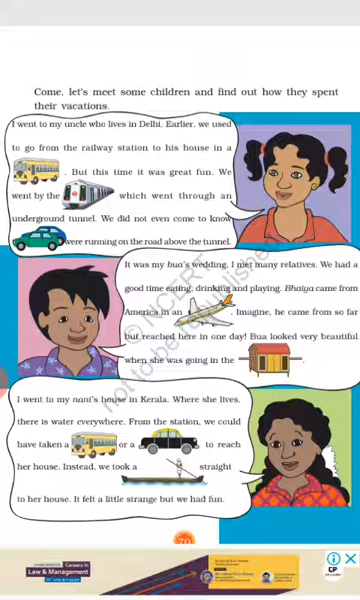 Come, let's meet some children and find out how they spent
their vacations.
I went to my uncle who lives in Delhi. Earlier, we used
to go from the railway station to his house in a
. But this time it was great fun. We
went by the which went through an
underground tunnel. We did not even come to know
were running on the road above the tunnel.
It was my bua's wedding. I met many relatives. We had a
good time eating, drinking and playing. Bhaiya came from
America in an . Imagine, he came from so far
but reached here in one day! Bua looked very beautiful
when she was going in the .
I went to my nani's house in Kerala. Where she lives,
there is water everywhere. From the station, we could
have taken a or a to reach
her house. Instead, we took a straight
to her house. It felt a little strange but we had fun.
© NCERT
not to be republished
70
Careers in
Law & Management
CP